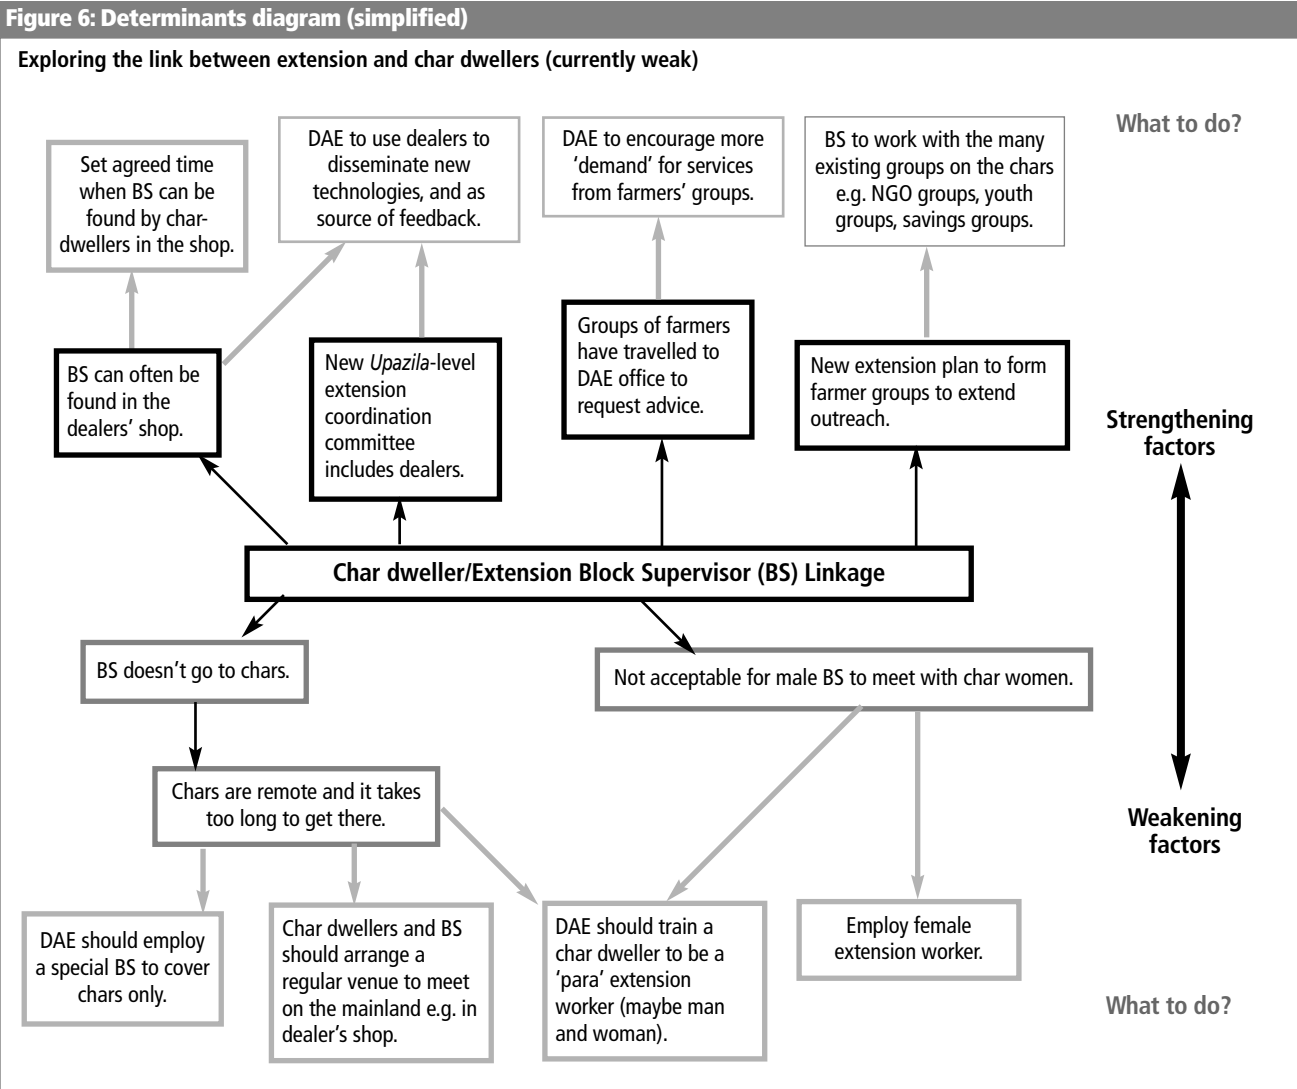 Figure 6: Determinants diagram (simplified)
Exploring the link between extension and char dwellers (currently weak)
What to do?
Set agreed time
when BS can be
found by char-
dwellers in the shop.
DAE to use dealers to
disseminate new
technologies, and as
source of feedback.
DAE to encourage more
‘demand’ for services
from farmers’ groups.
BS to work with the many
existing groups on the chars
e.g. NGO groups, youth
groups, savings groups.
BS can often be
found in the
dealers’ shop.
New Upazila-level
extension
coordination
committee
includes dealers.
Groups of farmers
have travelled to
DAE office to
request advice.
New extension plan to form
farmer groups to extend
outreach.
Strengthening
factors
Char dweller/Extension Block Supervisor (BS) Linkage
BS doesn’t go to chars.
Not acceptable for male BS to meet with char women.
Chars are remote and it takes
too long to get there.
Weakening
factors
DAE should employ
a special BS to cover
chars only.
Char dwellers and BS
should arrange a
regular venue to meet
on the mainland e.g. in
dealer’s shop.
DAE should train a
char dweller to be a
‘para’ extension
worker (maybe man
and woman).
Employ female
extension worker.
What to do?